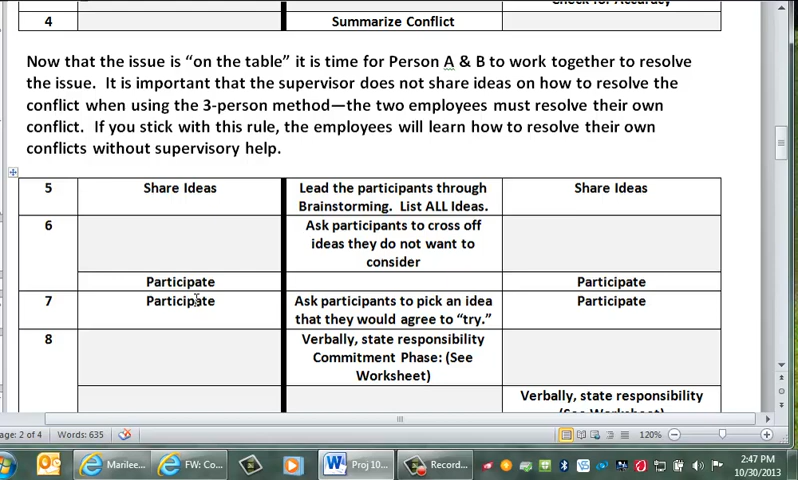 4 Summarize Conflict
Now that the issue is “on the table” it is time for Person A & B to work together to resolve
the issue.  It is important that the supervisor does not share ideas on how to resolve the
conflict when using the 3-person method—the two employees must resolve their own
conflict.  If you stick with this rule, the employees will learn how to resolve their own
conflicts without supervisory help.
5 Share Ideas Lead the participants through Share Ideas
Brainstorming.  List ALL Ideas.
6 Ask participants to cross off
ideas they do not want to
consider
Participate Participate
7 Participate Ask participants to pick an idea Participate
that they would agree to “try.”
8 Verbally, state responsibility
Commitment Phase: (See
Worksheet)
Verbally, state responsibility
age: 2 of 4 Words: 635 120%
Marilee... FW: Co... Proj 10... Record... 2:47 PM
10/30/2013